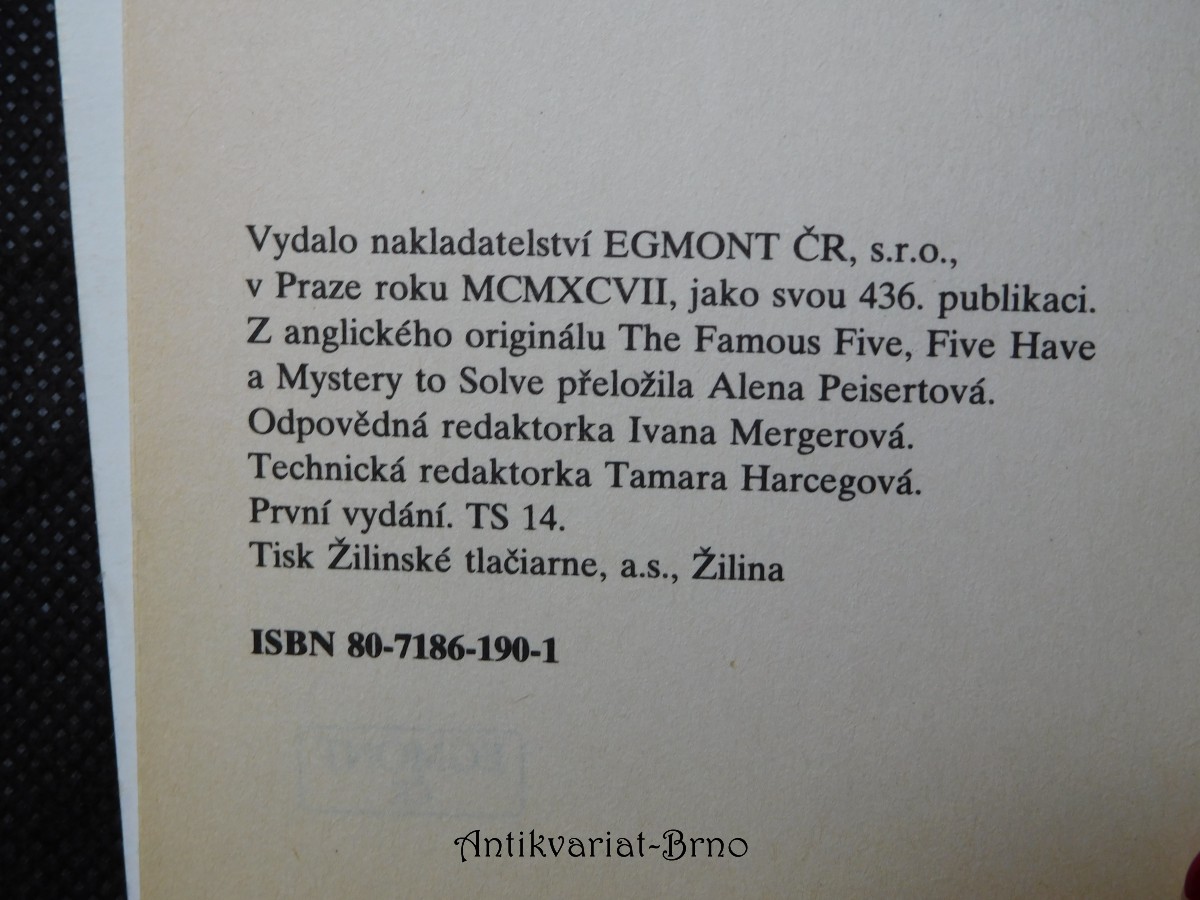 Vydalo nakladatelství EGMONT ČR, s.r.o.,
v Praze roku MCMXCVII, jako svou 436. publikaci.
Z anglického originálu The Famous Five, Five Have
a Mystery to Solve přeložila Alena Peisertová.
Odpovědná redaktorka Ivana Mergerová.
Technická redaktorka Tamara Harcegová.
První vydání. TS 14.
Tisk Žilinské tlačiarne, a.s., Žilina
ISBN 80-7186-190-1
Antikvariat-Brno